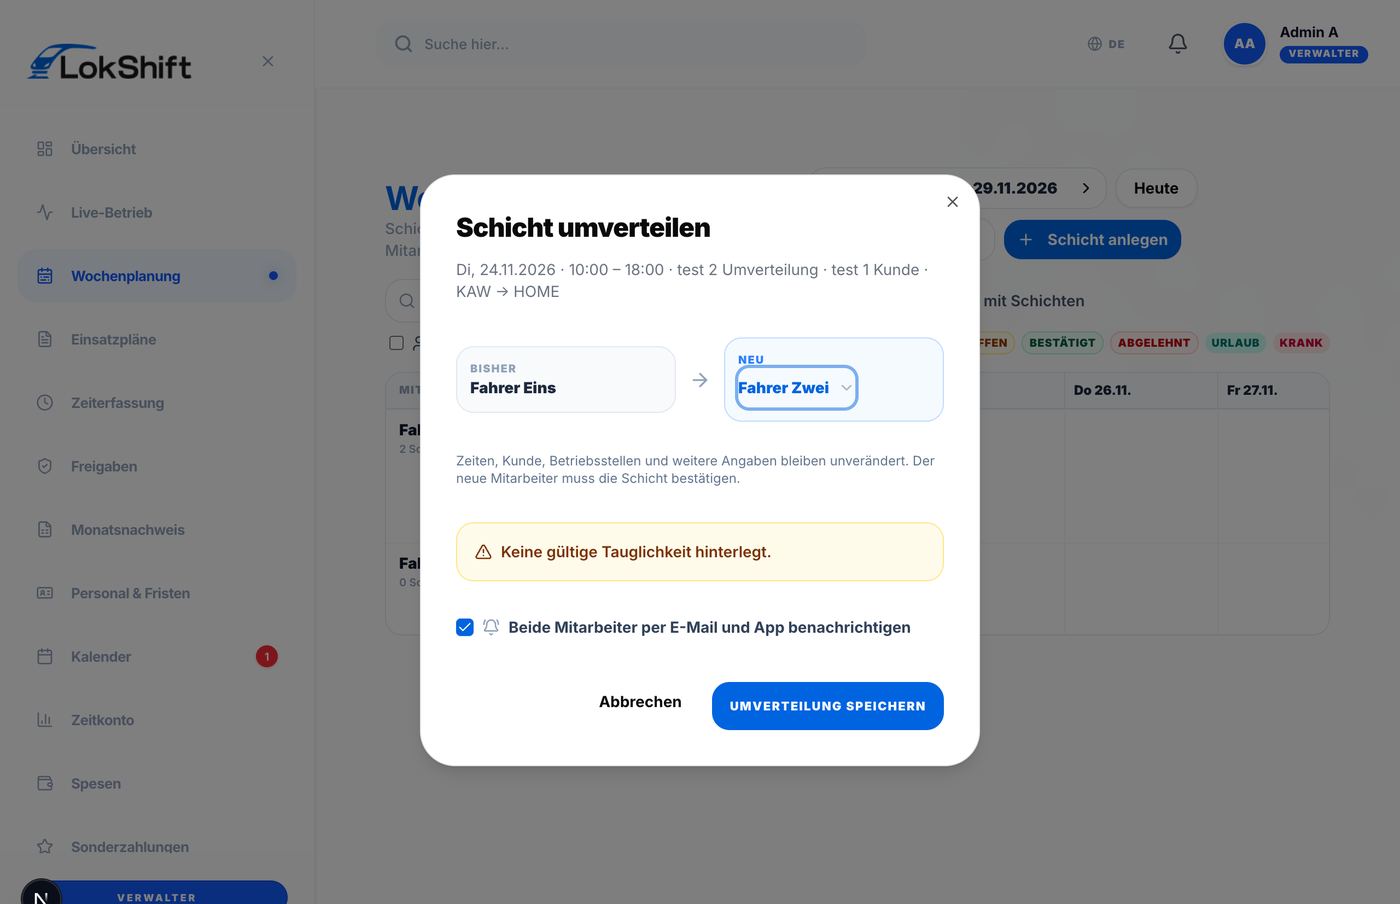 LokShift
Suche hier...
DE
AA
Admin A
VERWALTER
Übersicht
Live-Betrieb
Wochenplanung
Einsatzpläne
Zeiterfassung
Freigaben
Monatsnachweis
Personal & Fristen
Kalender
1
Zeitkonto
Spesen
Sonderzahlungen
VERWALTER
N
29.11.2026
Heute
Schicht anlegen
mit Schichten
BESTÄTIGT
ABGELEHNT
URLAUB
KRANK
Do 26.11.
Fr 27.11.
Schicht umverteilen
Di, 24.11.2026 · 10:00 – 18:00 · test 2 Umverteilung · test 1 Kunde ·
KAW → HOME
BISHER
Fahrer Eins
NEU
Fahrer Zwei
Zeiten, Kunde, Betriebsstellen und weitere Angaben bleiben unverändert. Der
neue Mitarbeiter muss die Schicht bestätigen.
Keine gültige Tauglichkeit hinterlegt.
Beide Mitarbeiter per E-Mail und App benachrichtigen
Abbrechen
UMVERTEILUNG SPEICHERN